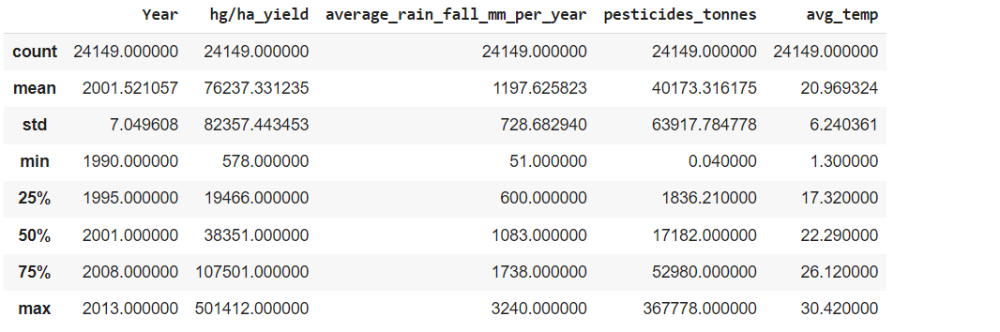 Year hg/ha_yield average_rain_fall_mm_per_year pesticides_tonnes avg_temp
count 24149.000000 24149.000000 24149.000000 24149.000000 24149.000000
mean 2001.521057 76237.331235 1197.625823 40173.316175 20.969324
std 7.049608 82357.443453 728.682940 63917.784778 6.240361
min 1990.000000 578.000000 51.000000 0.040000 1.300000
25% 1995.000000 19466.000000 600.000000 1836.210000 17.320000
50% 2001.000000 38351.000000 1083.000000 17182.000000 22.290000
75% 2008.000000 107501.000000 1738.000000 52980.000000 26.120000
max 2013.000000 501412.000000 3240.000000 367778.000000 30.420000